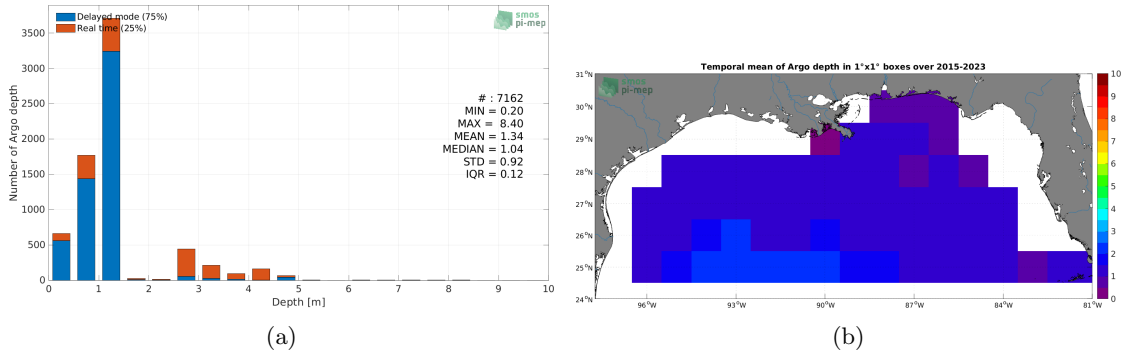 Delayed mode (75%)
Real time (25%)
smos
pi-mep
Number of Argo depth
3500
3000
2500
2000
1500
1000
500
0
# : 7162
MIN = 0.20
MAX = 8.40
MEAN = 1.34
MEDIAN = 1.04
STD = 0.92
IQR = 0.12
0 1 2 3 4 5 6 7 8 9 10
Depth [m]
(a)
Temporal mean of Argo depth in 1°x1° boxes over 2015-2023
smos
pi-mep
31°N
30°N
29°N
28°N
27°N
26°N
25°N
24°N
96°W 93°W 90°W 87°W 84°W 81°W
10
9
8
7
6
5
4
3
2
1
0
(b)